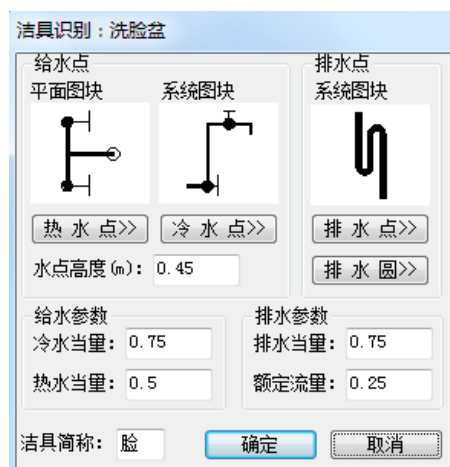 洁具识别：洗脸盆
给水点
平面图块 系统图块
热 水 点>> 冷 水 点>>
水点高度(m): 0.45
排水点
系统图块
排 水 点>>
排 水 圆>>
给水参数
冷水当量: 0.75
热水当量: 0.5
排水参数
排水当量: 0.75
额定流量: 0.25
洁具简称: 脸 确定 取消